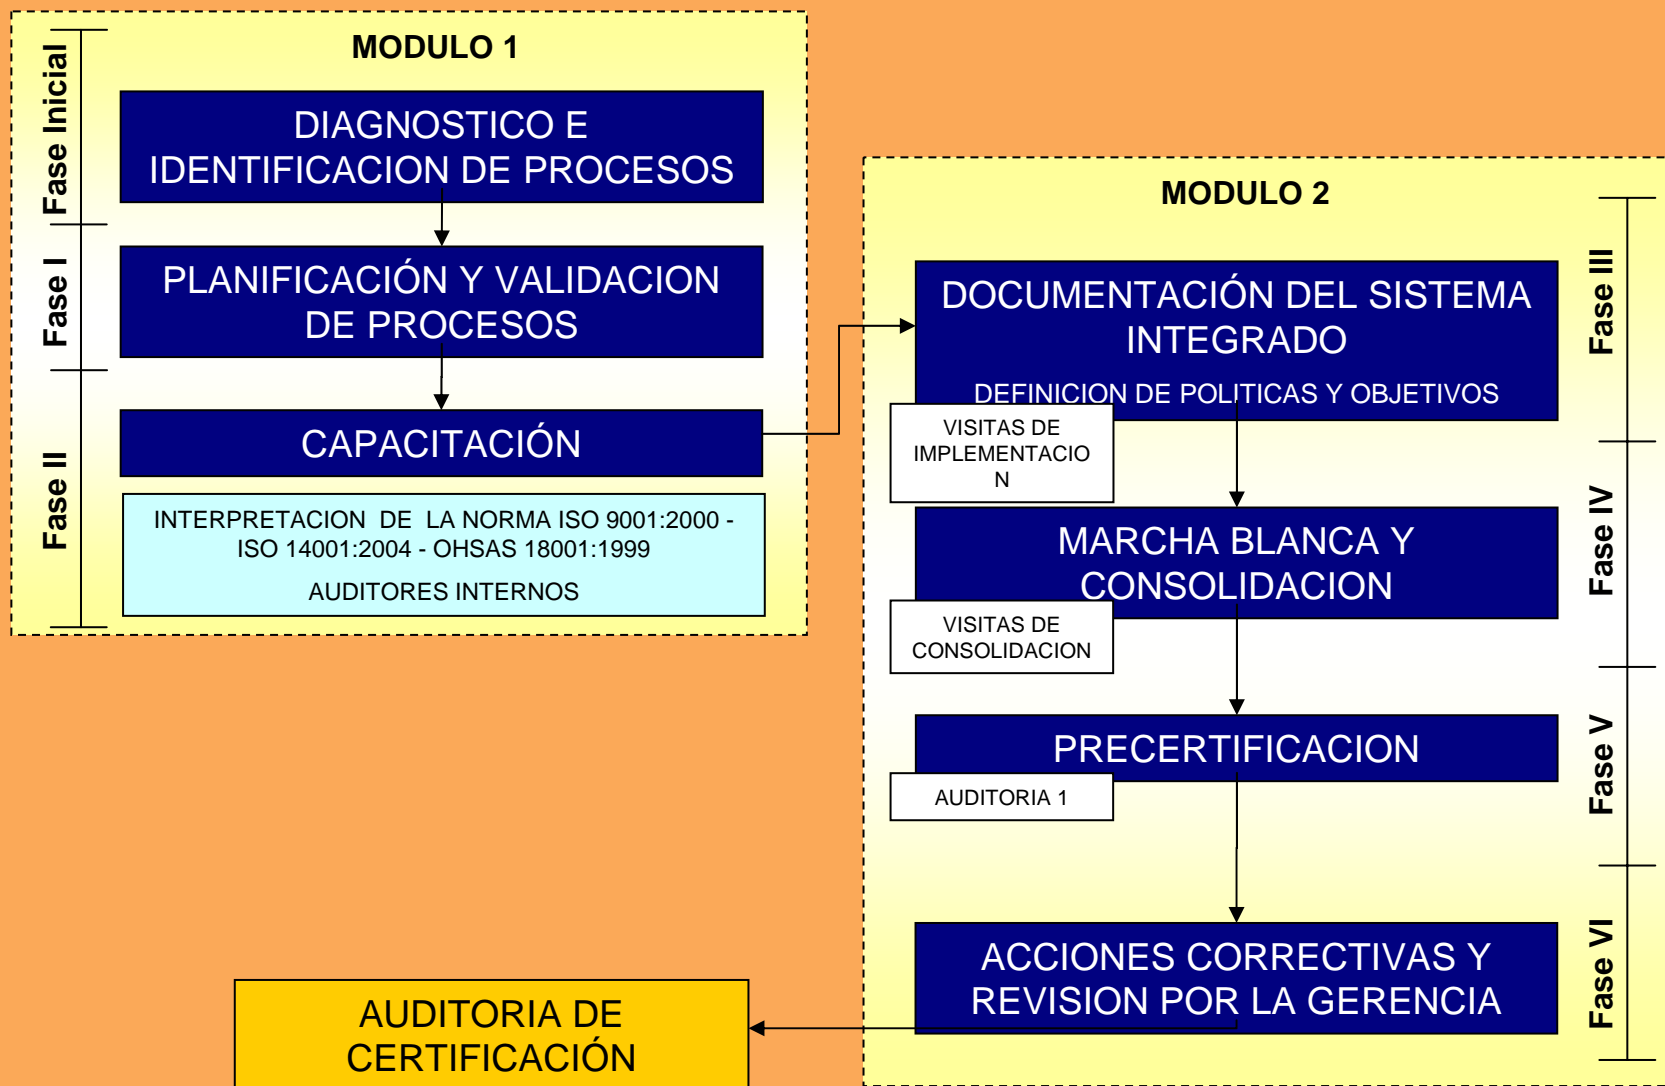 MODULO 1
Fase Inicial
DIAGNOSTICO E
IDENTIFICACION DE PROCESOS
Fase I
PLANIFICACIÓN Y VALIDACION
DE PROCESOS
Fase II
CAPACITACIÓN
INTERPRETACION DE LA NORMA ISO 9001:2000 -
ISO 14001:2004 - OHSAS 18001:1999
AUDITORES INTERNOS
MODULO 2
Fase III
DOCUMENTACIÓN DEL SISTEMA
INTEGRADO
DEFINICION DE POLITICAS Y OBJETIVOS
VISITAS DE
IMPLEMENTACIO
N
Fase IV
MARCHA BLANCA Y
CONSOLIDACION
VISITAS DE
CONSOLIDACION
Fase V
PRECERTIFICACION
AUDITORIA 1
Fase VI
ACCIONES CORRECTIVAS Y
REVISION POR LA GERENCIA
AUDITORIA DE
CERTIFICACIÓN